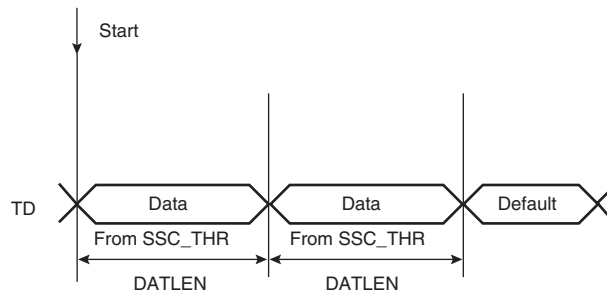 Start
TD
Data
Data
Default
From SSC_THR
From SSC_THR
DATLEN
DATLEN